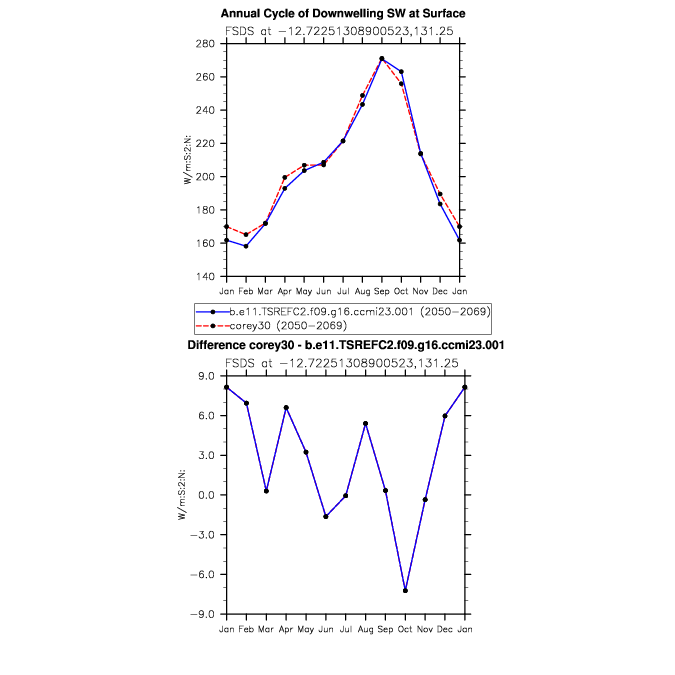 Annual Cycle of Downwelling SW at Surface
FSDS at -12.72251308900523,131.25
280
260
240
220
200
180
160
140
W/m:S:2:N:
Jan Feb Mar Apr May Jun Jul Aug Sep Oct Nov Dec Jan
b.e11.TSREFC2.f09.g16.ccmi23.001 (2050-2069)
corey30 (2050-2069)
Difference corey30 - b.e11.TSREFC2.f09.g16.ccmi23.001
FSDS at -12.72251308900523,131.25
9.0
6.0
3.0
0.0
-3.0
-6.0
-9.0
W/m:S:2:N:
Jan Feb Mar Apr May Jun Jul Aug Sep Oct Nov Dec Jan